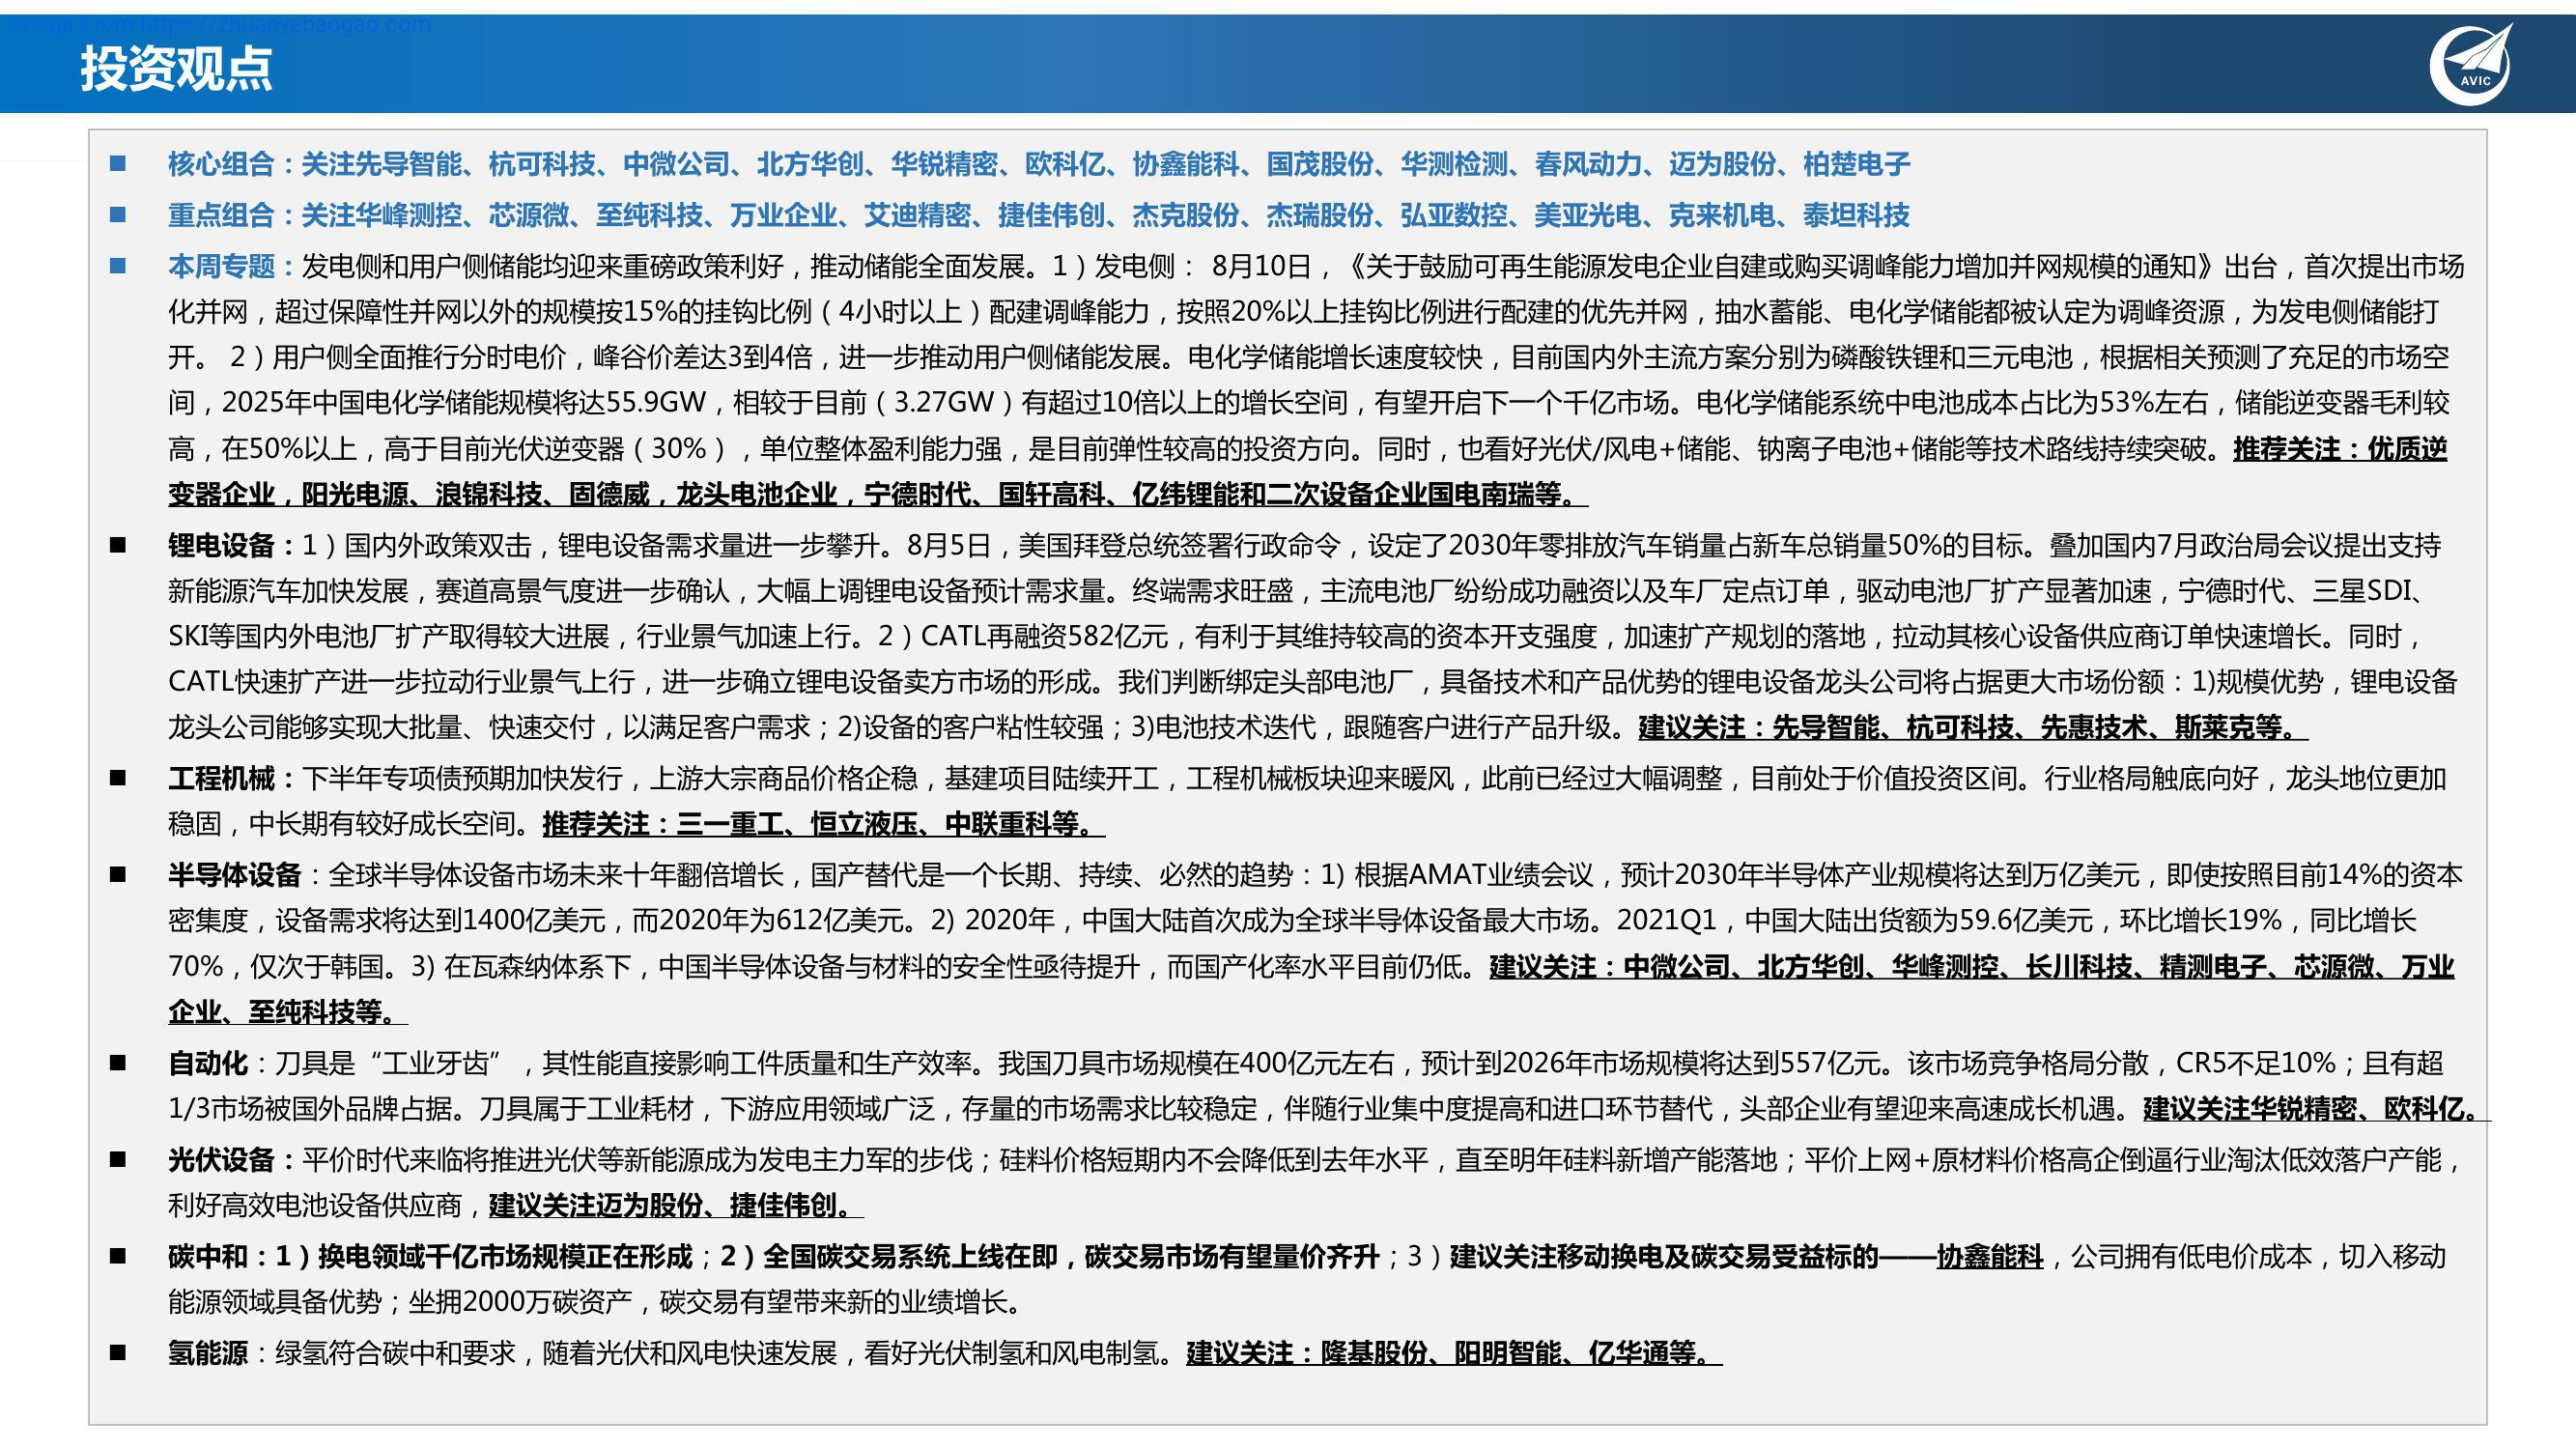 Image From https://zhuanyebaogao.com
投资观点
AVIC
■ 核心组合：关注先导智能、杭可科技、中微公司、北方华创、华锐精密、欧科亿、协鑫能科、国茂股份、华测检测、春风动力、迈为股份、柏楚电子
■ 重点组合：关注华峰测控、芯源微、至纯科技、万业企业、艾迪精密、捷佳伟创、杰克股份、杰瑞股份、弘亚数控、美亚光电、克来机电、泰坦科技
■ 本周专题：发电侧和用户侧储能均迎来重磅政策利好，推动储能全面发展。1）发电侧： 8月10日，《关于鼓励可再生能源发电企业自建或购买调峰能力增加并网规模的通知》出台，首次提出市场
化并网，超过保障性并网以外的规模按15%的挂钩比例（4小时以上）配建调峰能力，按照20%以上挂钩比例进行配建的优先并网，抽水蓄能、电化学储能都被认定为调峰资源，为发电侧储能打
开。 2）用户侧全面推行分时电价，峰谷价差达3到4倍，进一步推动用户侧储能发展。电化学储能增长速度较快，目前国内外主流方案分别为磷酸铁锂和三元电池，根据相关预测了充足的市场空
间，2025年中国电化学储能规模将达55.9GW，相较于目前（3.27GW）有超过10倍以上的增长空间，有望开启下一个千亿市场。电化学储能系统中电池成本占比为53%左右，储能逆变器毛利较
高，在50%以上，高于目前光伏逆变器（30%），单位整体盈利能力强，是目前弹性较高的投资方向。同时，也看好光伏/风电+储能、钠离子电池+储能等技术路线持续突破。推荐关注：优质逆
变器企业，阳光电源、浪锦科技、固德威，龙头电池企业，宁德时代、国轩高科、亿纬锂能和二次设备企业国电南瑞等。
■ 锂电设备：1）国内外政策双击，锂电设备需求量进一步攀升。8月5日，美国拜登总统签署行政命令，设定了2030年零排放汽车销量占新车总销量50%的目标。叠加国内7月政治局会议提出支持
新能源汽车加快发展，赛道高景气度进一步确认，大幅上调锂电设备预计需求量。终端需求旺盛，主流电池厂纷纷成功融资以及车厂定点订单，驱动电池厂扩产显著加速，宁德时代、三星SDI、
SKI等国内外电池厂扩产取得较大进展，行业景气加速上行。2）CATL再融资582亿元，有利于其维持较高的资本开支强度，加速扩产规划的落地，拉动其核心设备供应商订单快速增长。同时，
CATL快速扩产进一步拉动行业景气上行，进一步确立锂电设备卖方市场的形成。我们判断绑定头部电池厂，具备技术和产品优势的锂电设备龙头公司将占据更大市场份额：1)规模优势，锂电设备
龙头公司能够实现大批量、快速交付，以满足客户需求；2)设备的客户粘性较强；3)电池技术迭代，跟随客户进行产品升级。建议关注：先导智能、杭可科技、先惠技术、斯莱克等。
■ 工程机械：下半年专项债预期加快发行，上游大宗商品价格企稳，基建项目陆续开工，工程机械板块迎来暖风，此前已经过大幅调整，目前处于价值投资区间。行业格局触底向好，龙头地位更加
稳固，中长期有较好成长空间。推荐关注：三一重工、恒立液压、中联重科等。
■ 半导体设备：全球半导体设备市场未来十年翻倍增长，国产替代是一个长期、持续、必然的趋势：1) 根据AMAT业绩会议，预计2030年半导体产业规模将达到万亿美元，即使按照目前14%的资本
密集度，设备需求将达到1400亿美元，而2020年为612亿美元。2) 2020年，中国大陆首次成为全球半导体设备最大市场。2021Q1，中国大陆出货额为59.6亿美元，环比增长19%，同比增长
70%，仅次于韩国。3) 在瓦森纳体系下，中国半导体设备与材料的安全性亟待提升，而国产化率水平目前仍低。建议关注：中微公司、北方华创、华峰测控、长川科技、精测电子、芯源微、万业
企业、至纯科技等。
■ 自动化：刀具是“工业牙齿”，其性能直接影响工件质量和生产效率。我国刀具市场规模在400亿元左右，预计到2026年市场规模将达到557亿元。该市场竞争格局分散，CR5不足10%；且有超
1/3市场被国外品牌占据。刀具属于工业耗材，下游应用领域广泛，存量的市场需求比较稳定，伴随行业集中度提高和进口环节替代，头部企业有望迎来高速成长机遇。建议关注华锐精密、欧科亿。
■ 光伏设备：平价时代来临将推进光伏等新能源成为发电主力军的步伐；硅料价格短期内不会降低到去年水平，直至明年硅料新增产能落地；平价上网+原材料价格高企倒逼行业淘汰低效落户产能，
利好高效电池设备供应商，建议关注迈为股份、捷佳伟创。
■ 碳中和：1）换电领域千亿市场规模正在形成；2）全国碳交易系统上线在即，碳交易市场有望量价齐升；3）建议关注移动换电及碳交易受益标的——协鑫能科，公司拥有低电价成本，切入移动
能源领域具备优势；坐拥2000万碳资产，碳交易有望带来新的业绩增长。
■ 氢能源：绿氢符合碳中和要求，随着光伏和风电快速发展，看好光伏制氢和风电制氢。建议关注：隆基股份、阳明智能、亿华通等。